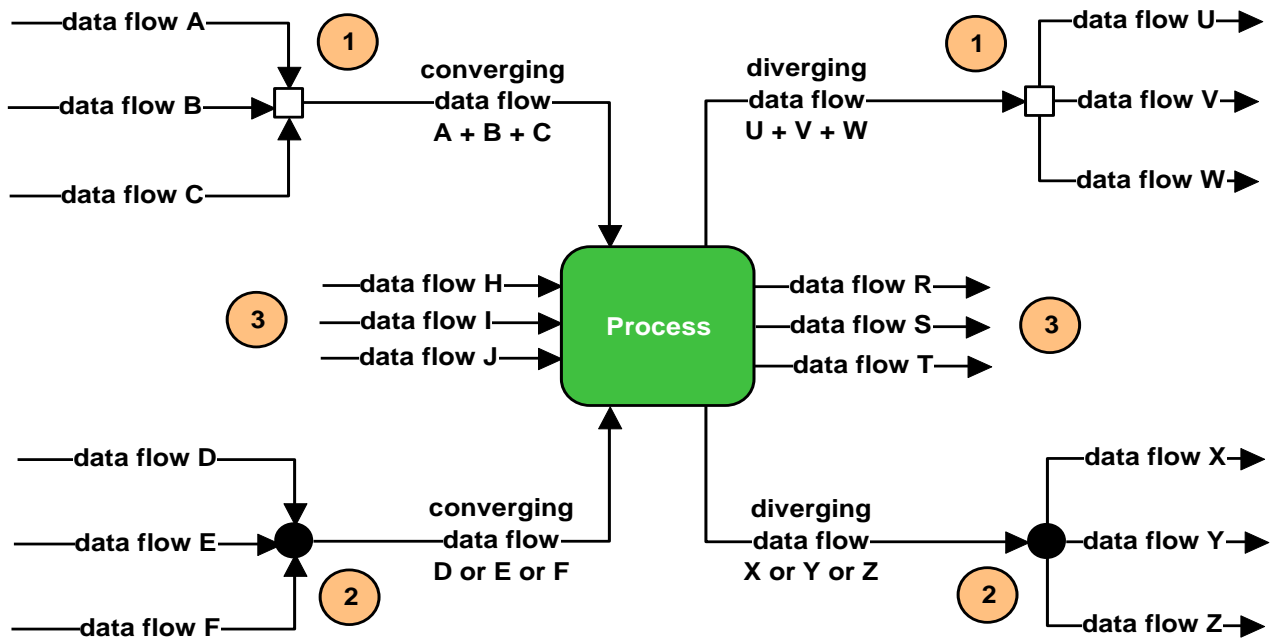 data flow A
1
data flow B
data flow C
converging
data flow
A + B + C
diverging
data flow
U + V + W
1
data flow U
data flow V
data flow W
3
data flow H
data flow I
data flow J
Process
data flow R
data flow S
data flow T
3
data flow D
data flow E
data flow F
2
converging
data flow
D or E or F
diverging
data flow
X or Y or Z
2
data flow X
data flow Y
data flow Z